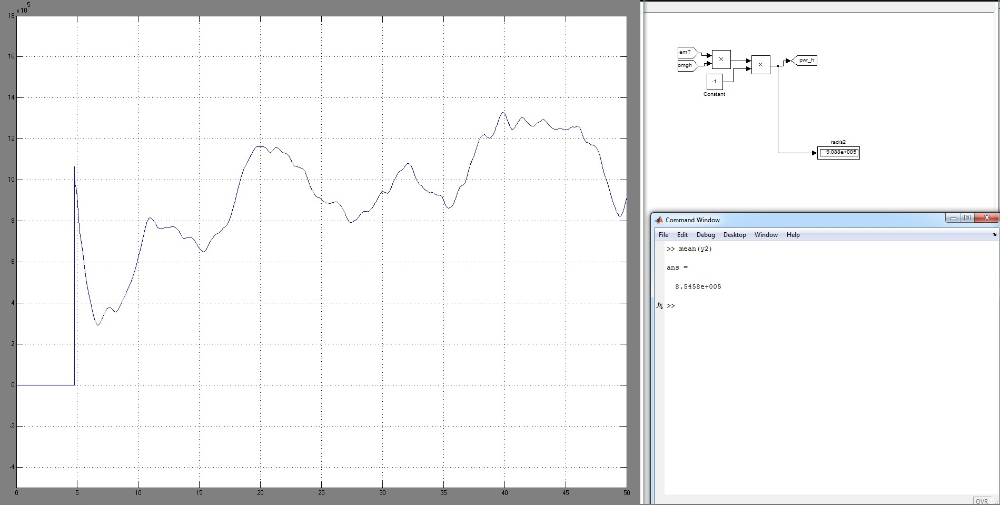 x 10
5
18
16
14
12
10
8
6
4
2
0
-2
-4
0 5 10 15 20 25 30 35 40 45 50
emT
omgh
×
×
pwr_h
-1
Constant
rad/s2
9.088e+005
Command Window
File Edit Debug Desktop Window Help
>> mean(y2)
ans =
8.5458e+005
fx >>
OVR